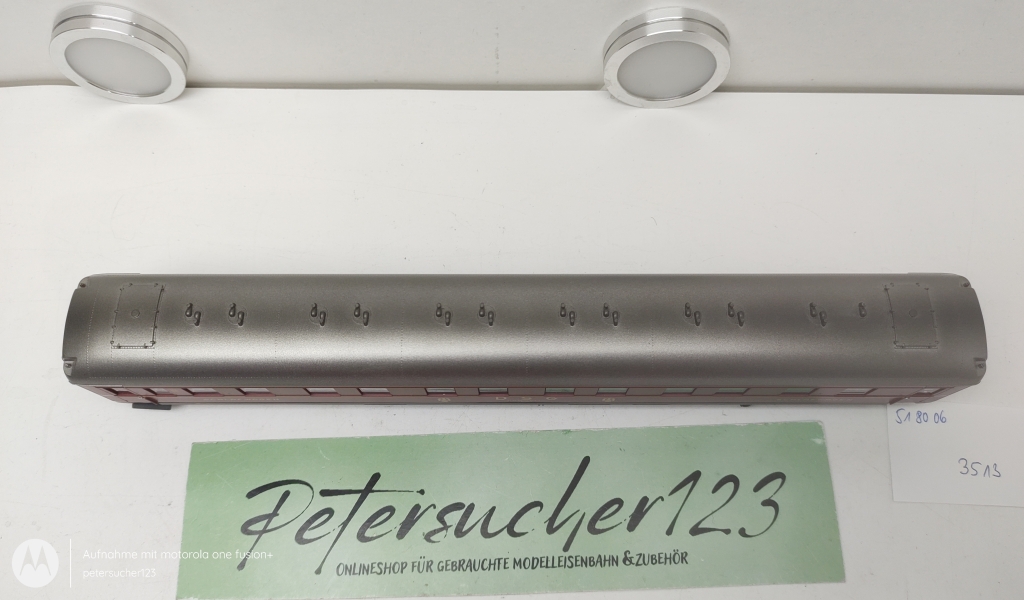 D S G
51 80 06
3513
Petersucher123
ONLINESHOP FÜR GEBRAUCHTE MODELLEISENBAHN & ZUBEHÖR
Aufnahme mit motorola one fusion+
petersucher123